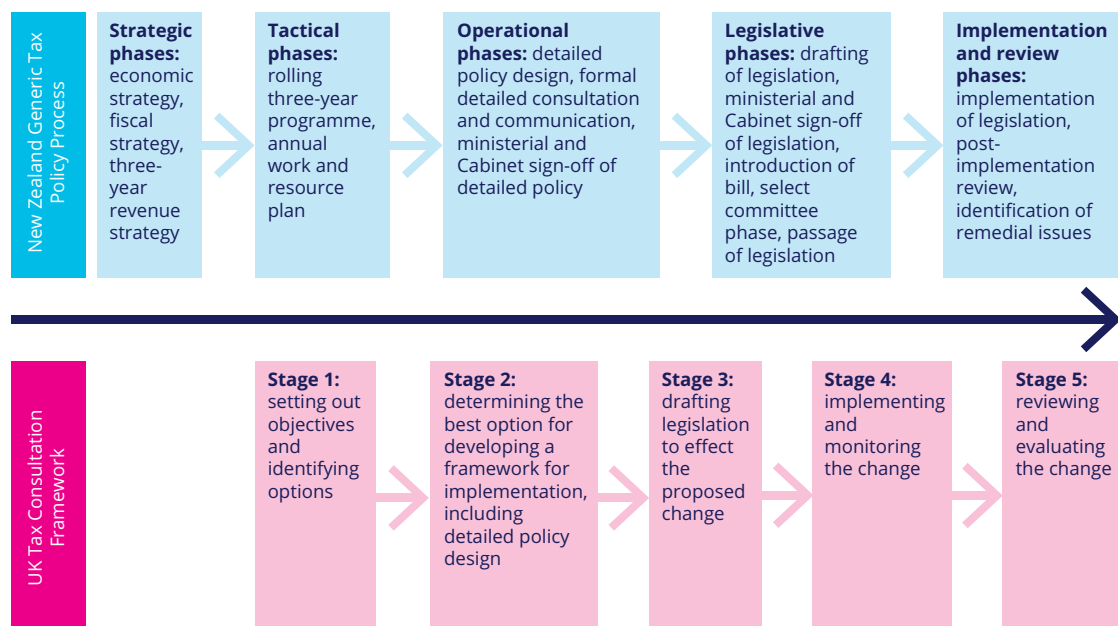 New Zealand Generic Tax
Policy Process
Strategic
phases:
economic
strategy,
fiscal
strategy,
three-
year
revenue
strategy
Tactical
phases:
rolling
three-year
programme,
annual
work and
resource
plan
Operational
phases: detailed
policy design, formal
detailed consultation
and communication,
ministerial and
Cabinet sign-off of
detailed policy
Legislative
phases: drafting
of legislation,
ministerial and
Cabinet sign-off
of legislation,
introduction of
bill, select
committee
phase, passage
of legislation
Implementation
and review
phases:
implementation
of legislation,
post-
implementation
review,
identification of
remedial issues
UK Tax Consultation
Framework
Stage 1:
setting out
objectives
and
identifying
options
Stage 2:
determining the
best option for
developing a
framework for
implementation,
including
detailed policy
design
Stage 3:
drafting
legislation
to effect
the
proposed
change
Stage 4:
implementing
and
monitoring
the change
Stage 5:
reviewing
and
evaluating
the change